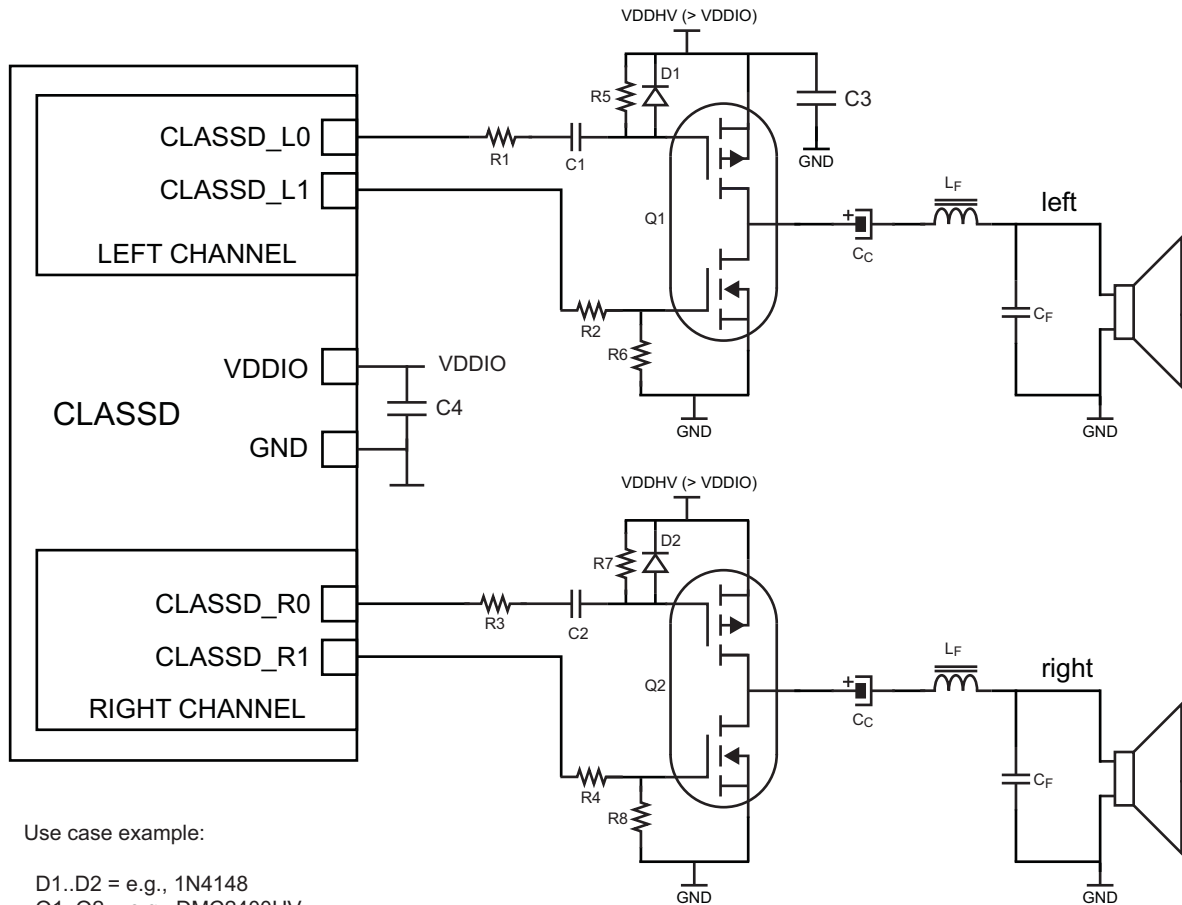 VDDHV (> VDDIO)
D1
R5
C3
CLASSD_L0
R1
C1
GND
CLASSD_L1
LF
left
Q1
CC
LEFT CHANNEL
CF
R2
R6
VDDIO
VDDIO
C4
CLASSD
GND
GND
GND
VDDHV (> VDDIO)
D2
R7
CLASSD_R0
R3
C2
CLASSD_R1
LF
right
Q2
CC
RIGHT CHANNEL
CF
R4
R8
Use case example:
D1..D2 = e.g., 1N4148
GND
GND